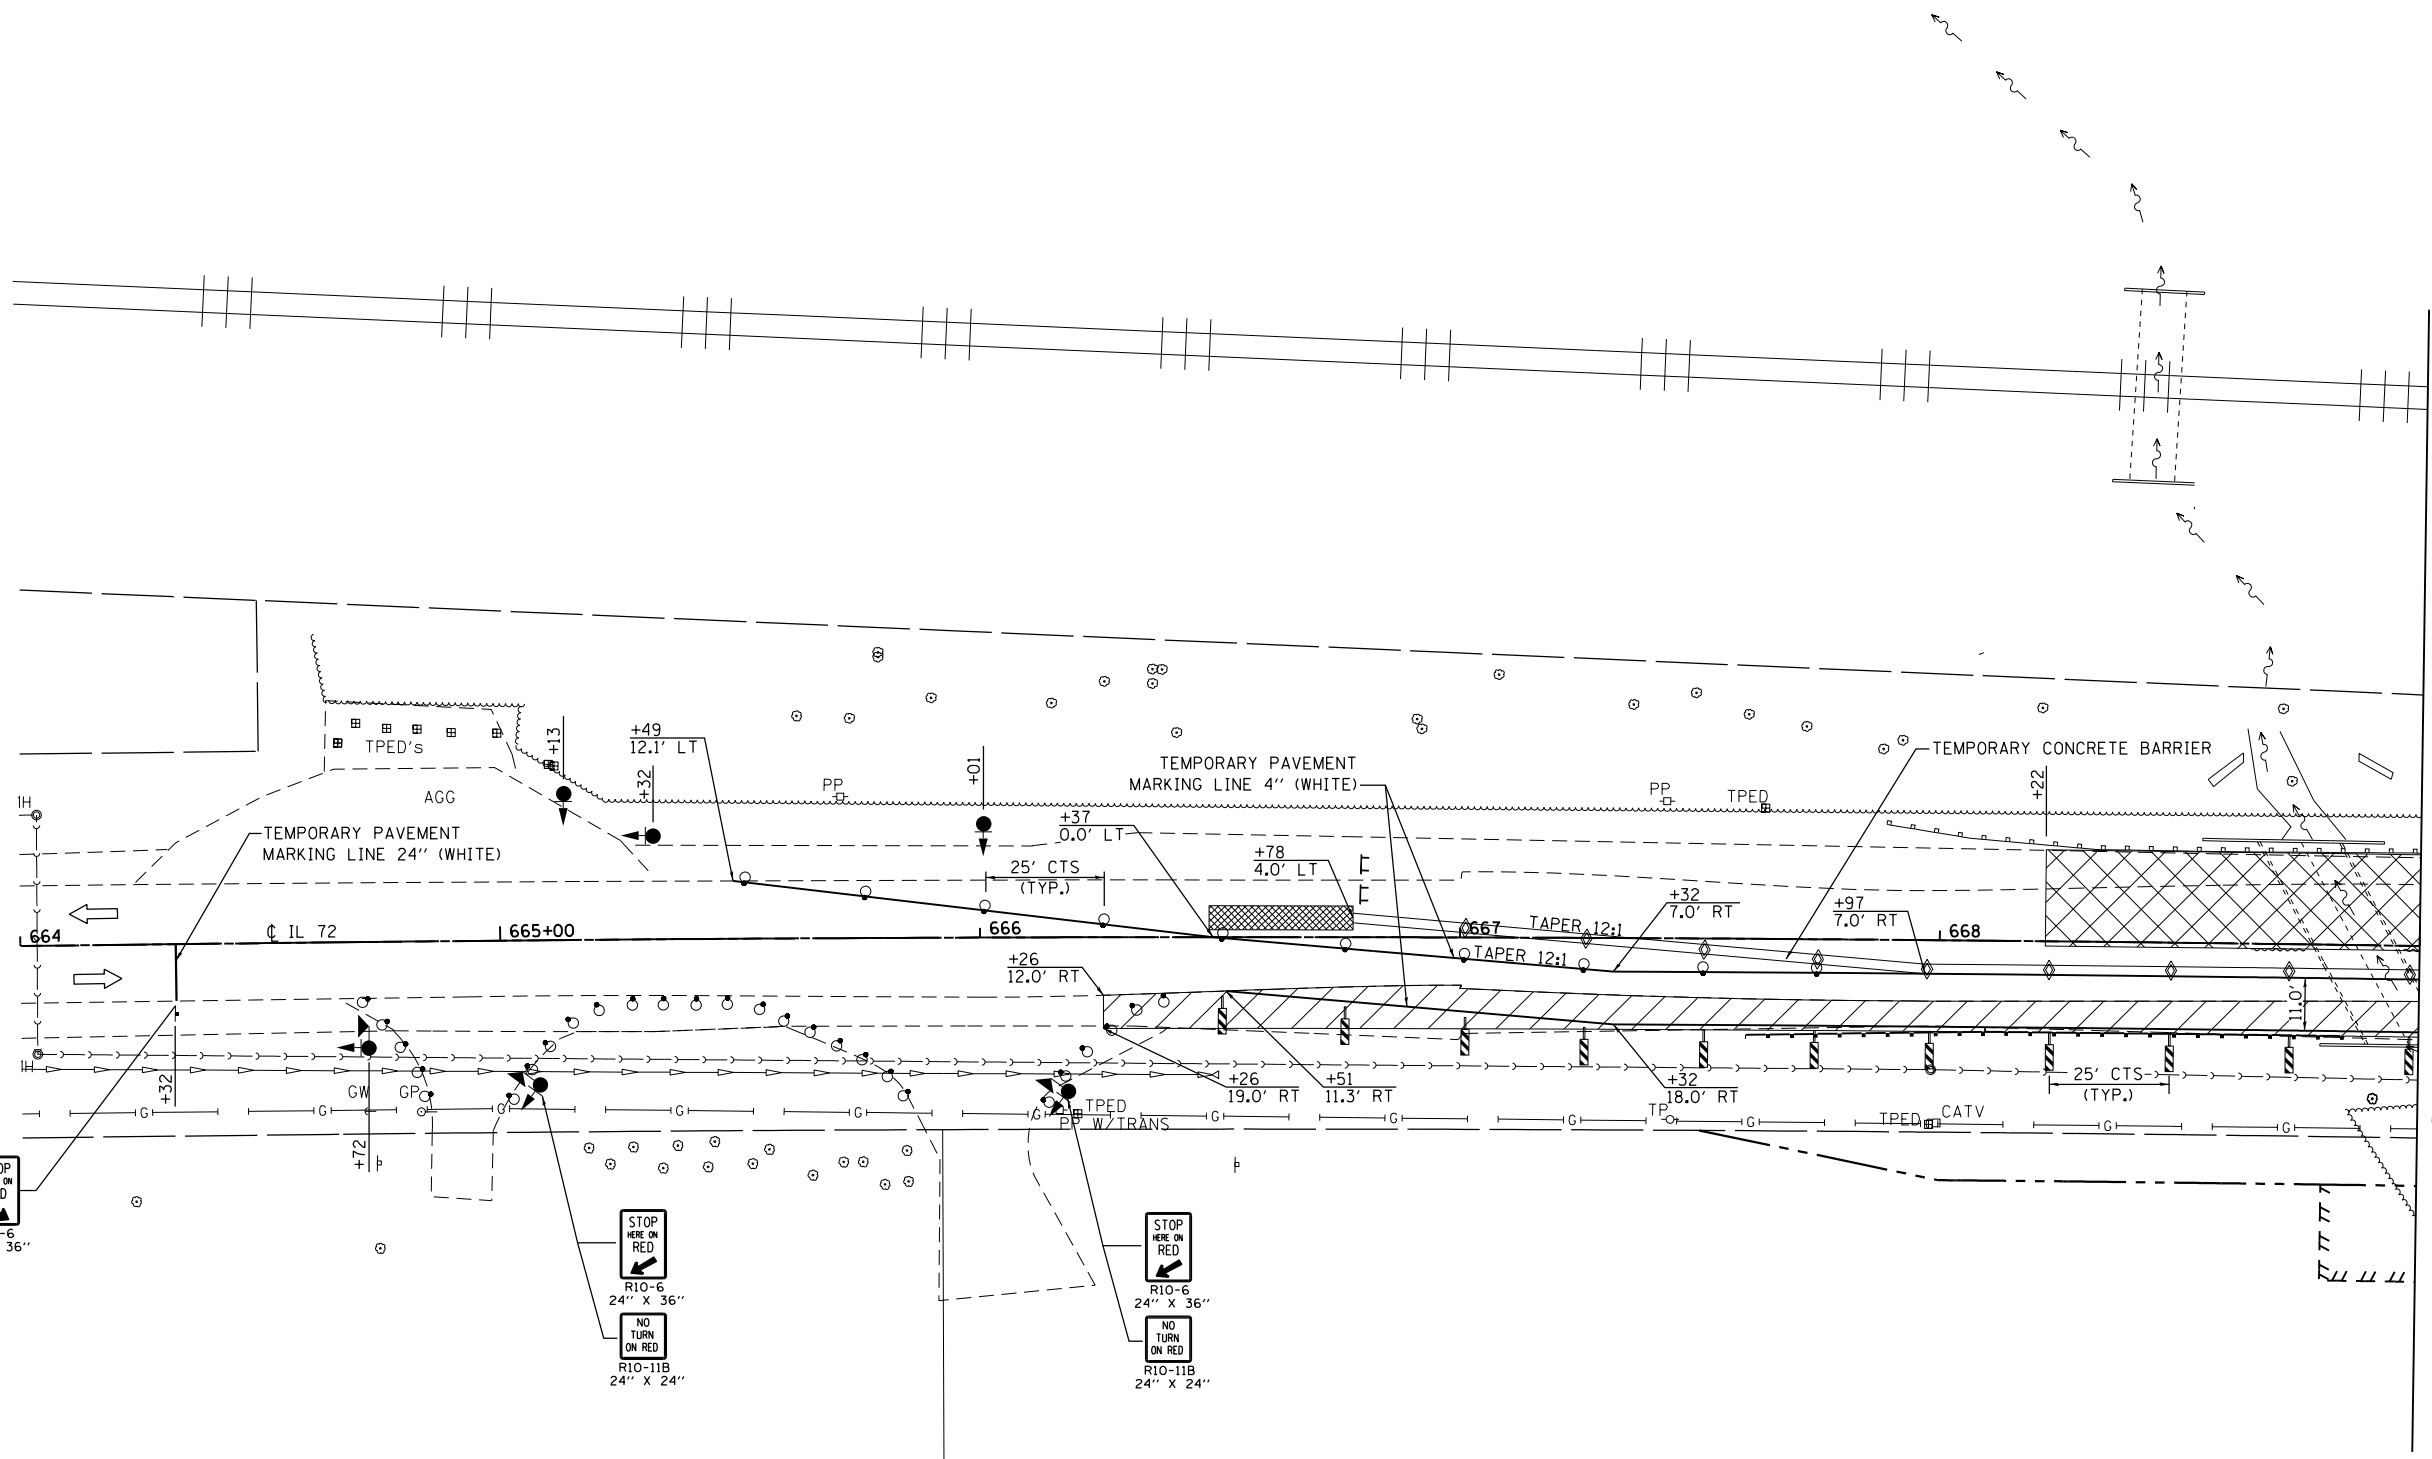 +49
12.1' LT
+13
+32
+01
TPED's
AGG
PP
TEMPORARY PAVEMENT
MARKING LINE 4" (WHITE)
PP
TPED
TEMPORARY CONCRETE BARRIER
+22
1H
TEMPORARY PAVEMENT
MARKING LINE 24" (WHITE)
+37
0.0' LT
25' CTS
(TYP.)
+78
4.0' LT
+32
7.0' RT
+97
7.0' RT
664
℄ IL 72
665+00
666
667
TAPER 12:1
668
TAPER 12:1
+26
12.0' RT
11.0'
1H
+32
GW
GP
+72
G
G
G
G
G
G
G
G
G
G
G
G
G
TPED
PP W/TRANS
+26
19.0' RT
+51
11.3' RT
+32
18.0' RT
TP
TPED
CATV
25' CTS
(TYP.)
OP
ON
D
-6
36"
STOP
HERE ON
RED
R10-6
24" X 36"
NO
TURN
ON RED
R10-11B
24" X 24"
STOP
HERE ON
RED
R10-6
24" X 36"
NO
TURN
ON RED
R10-11B
24" X 24"